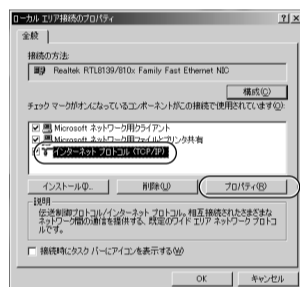 ローカル エリア接続のプロパティ
全般
接続の方法:
Realtek RTL8139/810x Family Fast Ethernet NIC
構成(C)
チェック マークがオンになっているコンポーネントがこの接続で使用されています(O):
Microsoft ネットワーク用クライアント
Microsoft ネットワーク用ファイルとプリンタ共有
インターネット プロトコル (TCP/IP)
インストール(I)...
削除(U)
プロパティ(R)
説明
伝送制御プロトコル/インターネット プロトコル。相互接続されたさまざまな
ネットワーク間の通信を提供する、既定のワイド エリア ネットワーク プロトコ
ルです。
接続時にタスク バーにアイコンを表示する(W)
OK
キャンセル